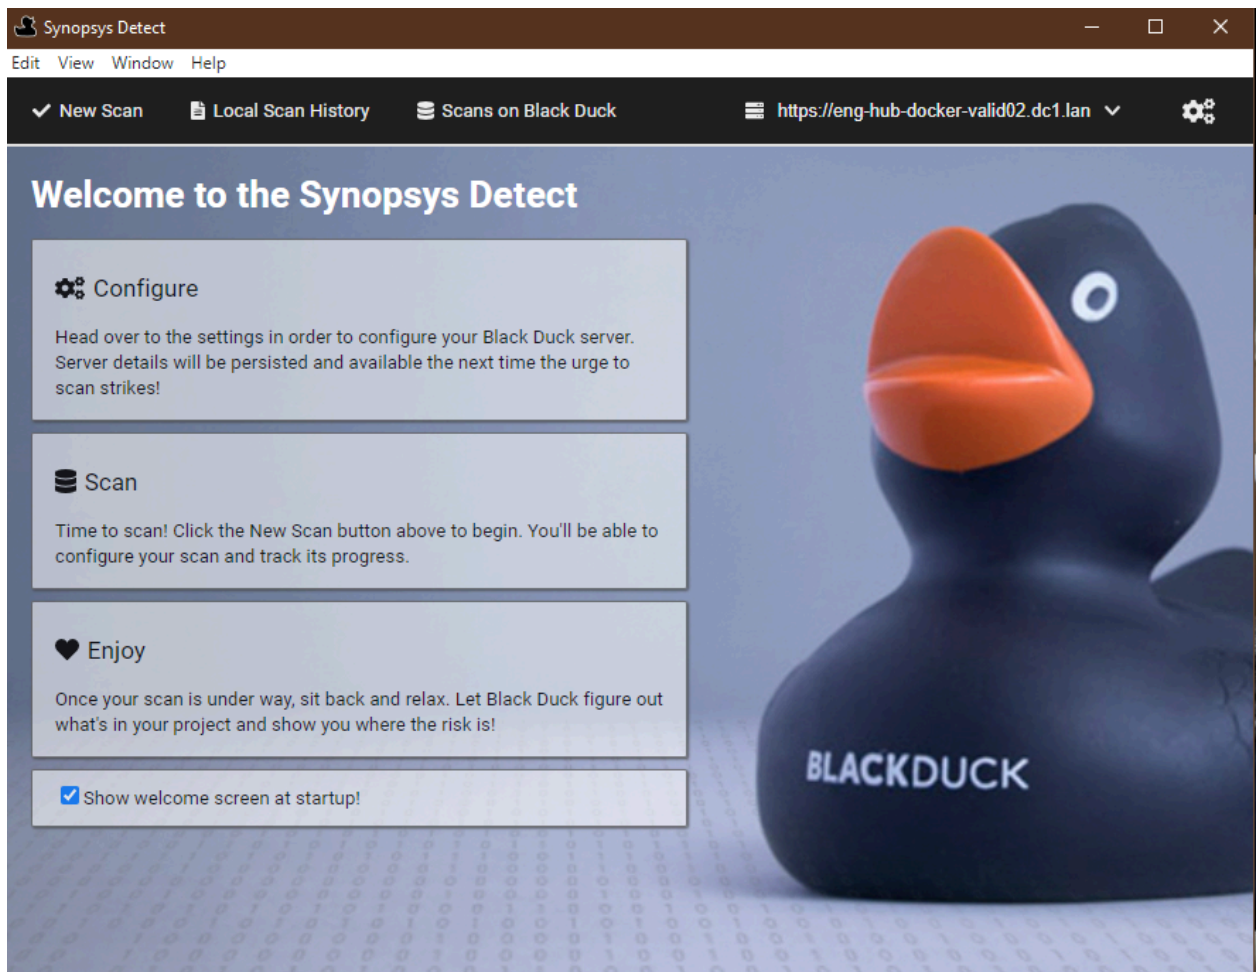 Synopsys Detect
Edit View Window Help
New Scan Local Scan History Scans on Black Duck https://eng-hub-docker-valid02.dc1.lan
Welcome to the Synopsys Detect
Configure
Head over to the settings in order to configure your Black Duck server.
Server details will be persisted and available the next time the urge to
scan strikes!
Scan
Time to scan! Click the New Scan button above to begin. You'll be able to
configure your scan and track its progress.
Enjoy
Once your scan is under way, sit back and relax. Let Black Duck figure out
what's in your project and show you where the risk is!
Show welcome screen at startup!
BLACKDUCK